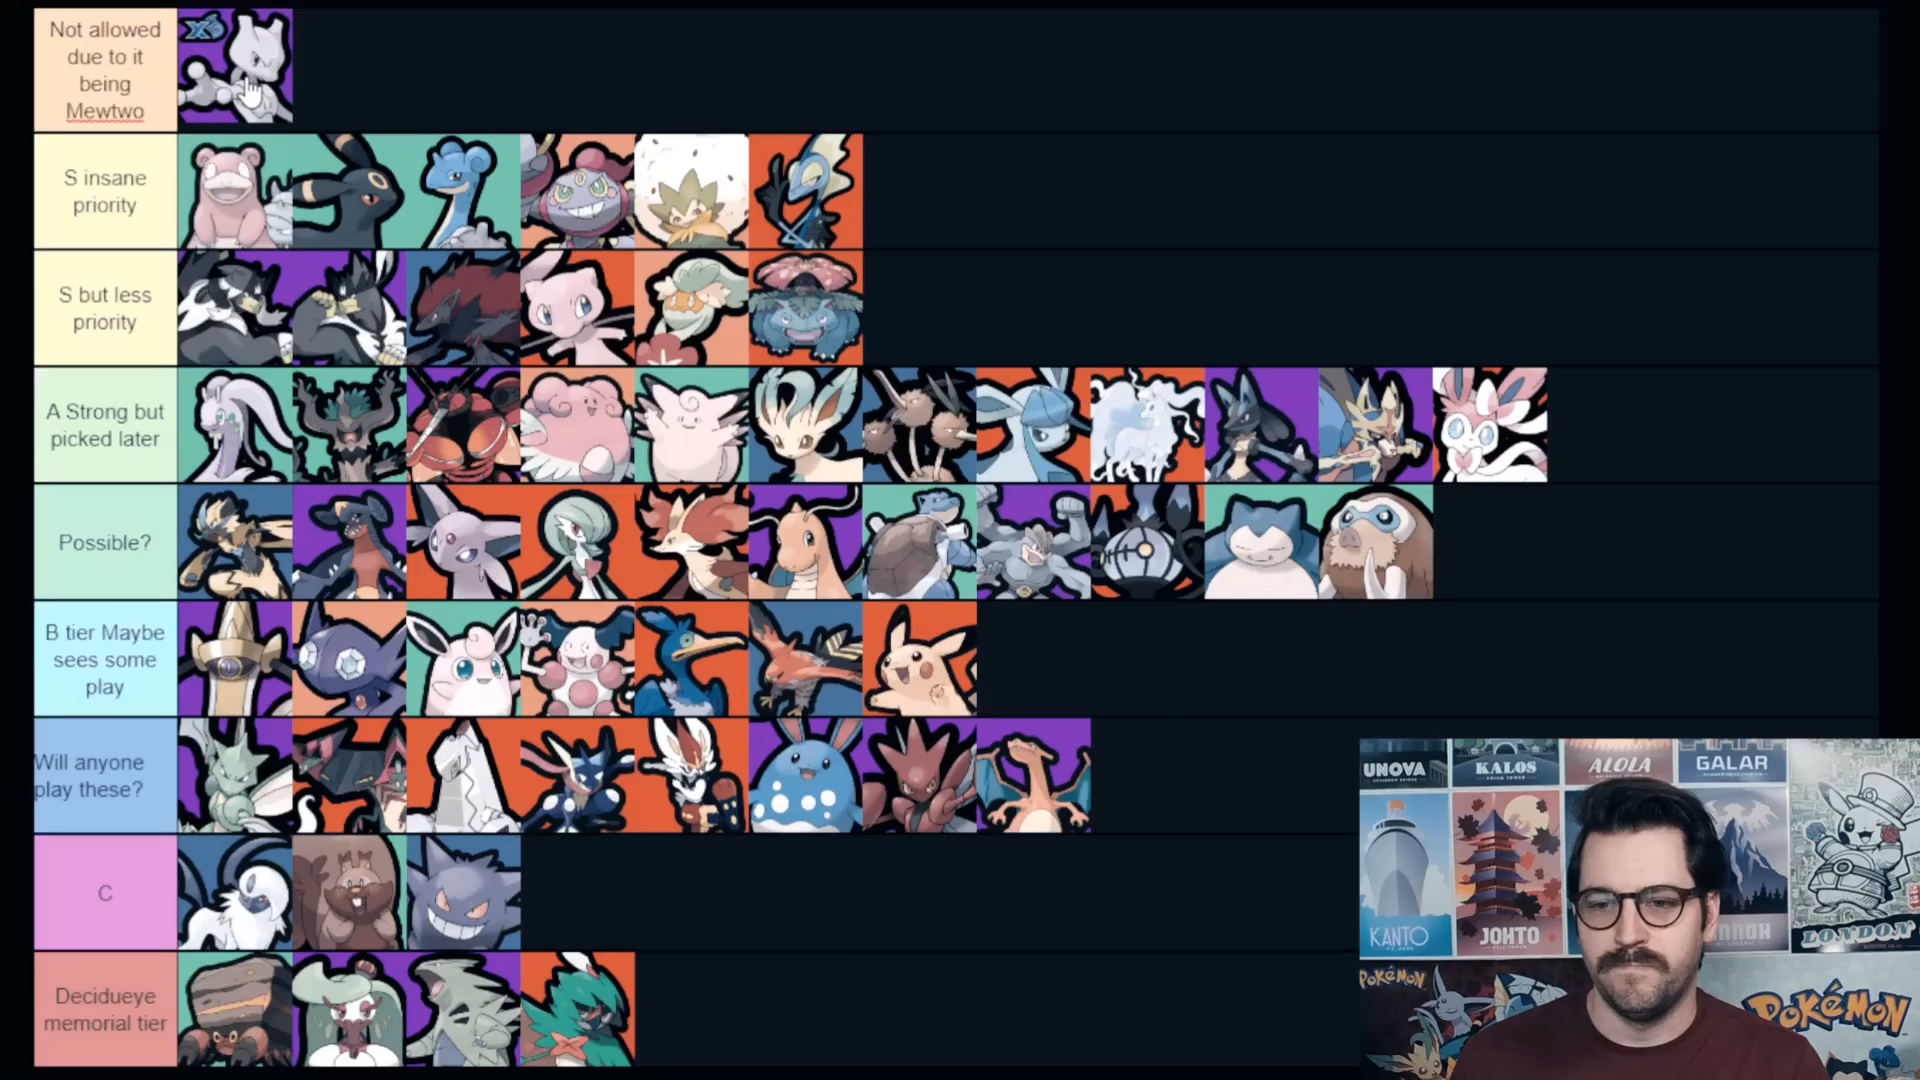 Not allowed
due to it
being
Mewtwo
S insane
priority
S but less
priority
A Strong but
picked later
Possible?
B tier Maybe
sees some
play
Will anyone
play these?
C
Decidueye
memorial tier
UNOVA
KALOS
ALOLA
GALAR
KANTO
JOHTO
LONDON
POKéMON
POKéMON